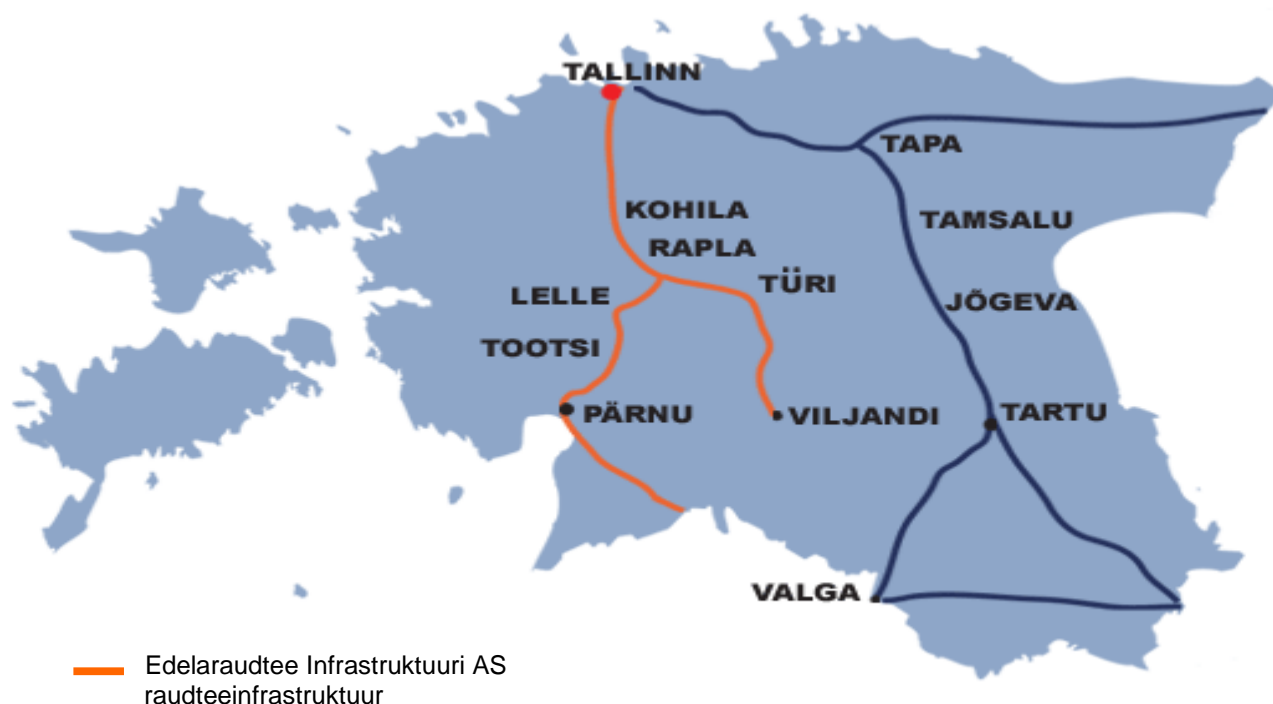 TALLINN
TAPA
KOHILA
TAMSALU
RAPLA
TÜRI
LELLE
JÕGEVA
TOOTSI
PÄRNU
VILJANDI
TARTU
VALGA
Edelaraudtee Infrastruktuuri AS
raudteeinfrastruktuur